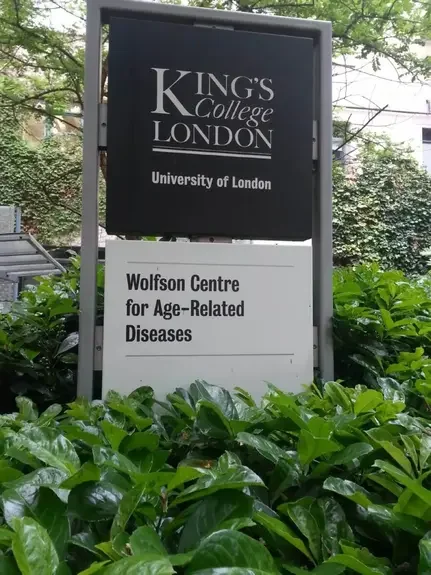 KING'S
College
LONDON
University of London
Wolfson Centre
for Age-Related
Diseases